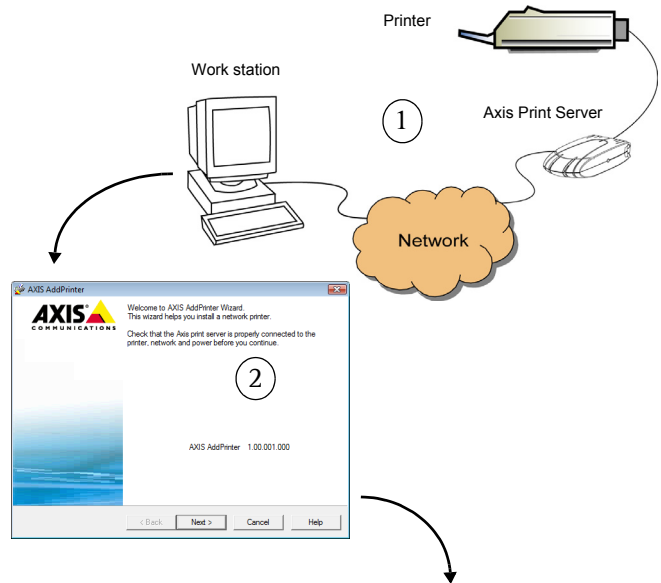 Printer
Work station
1
Axis Print Server
Network
AXIS AddPrinter
AXIS
COMMUNICATIONS
Welcome to AXIS AddPrinter Wizard.
This wizard helps you install a network printer.
Check that the Axis print server is properly connected to the
printer, network and power before you continue.
2
AXIS AddPrinter 1.00.001.000
< Back Next > Cancel Help